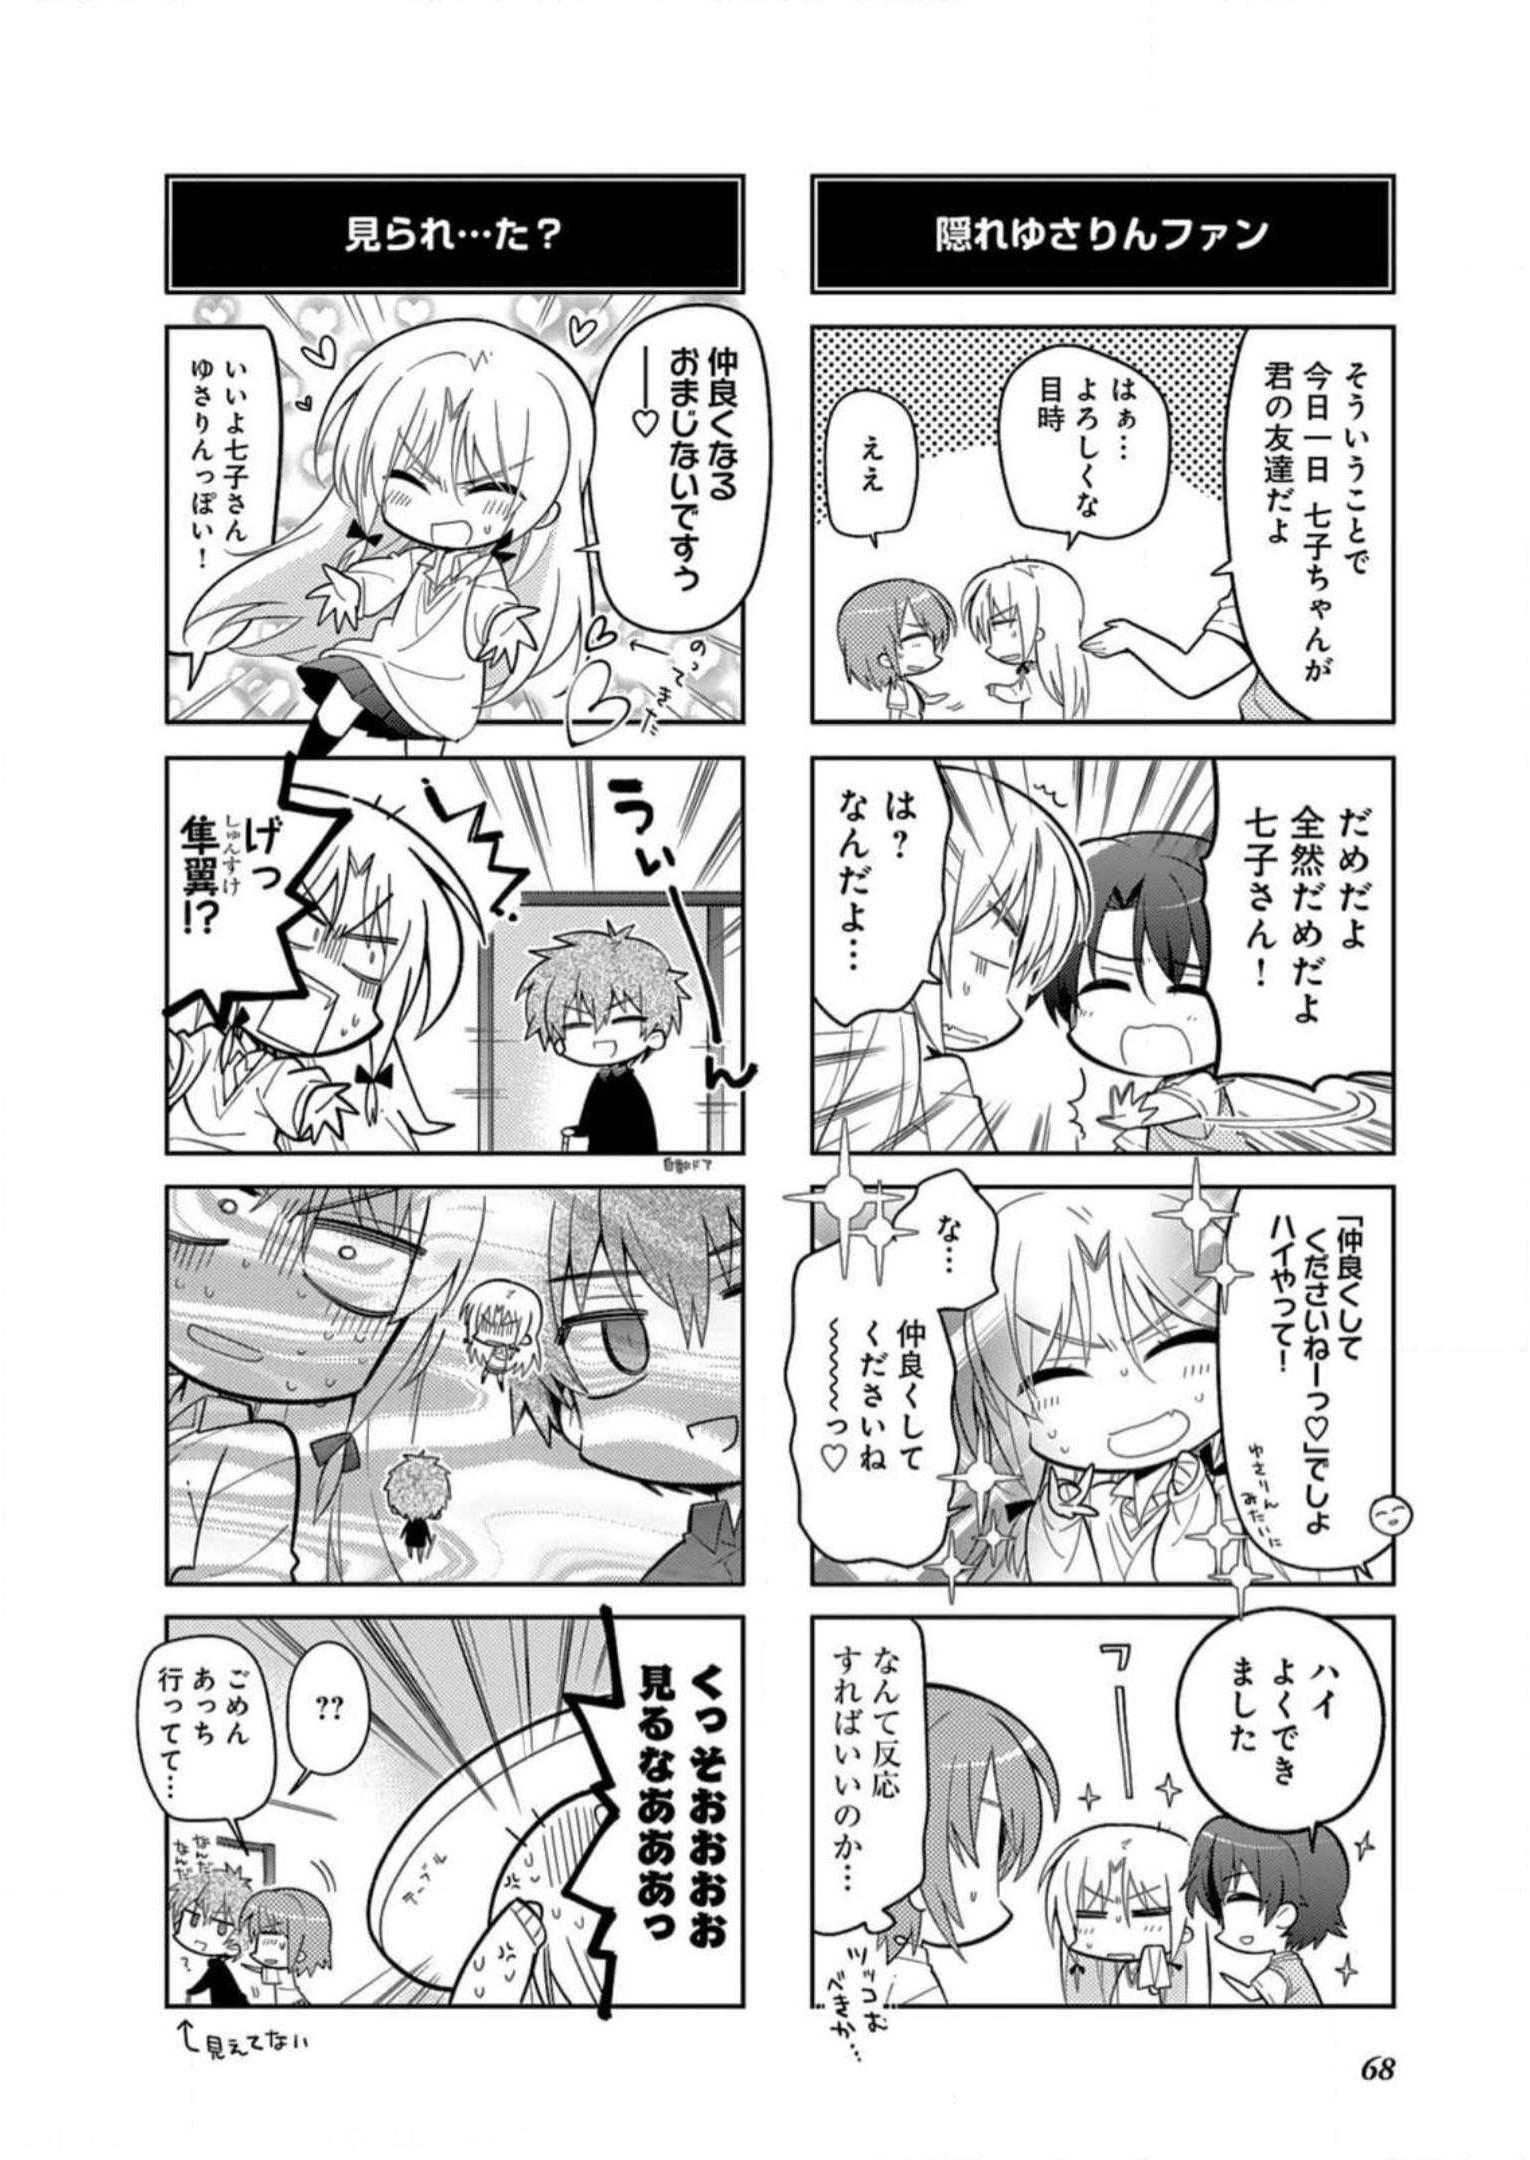 隠れゆさりんファン
そういうことで
今日一日 七子ちゃんが
君の友達だよ
はぁ…
よろしくな
目時
ええ
だめだよ
全然だめだよ
七子さん！
は？
なんだよ…
「仲良くして
くださいねーっ♡」でしょ
ハイやって！
ゆさりん
みたいに
な…
仲良くして
くださいね
〜〜〜〜っ♡
ハイ
よくでき
ました
フーー
なんて反応
すればいいのか…
ツッコむ
べきか…
見られ…た？
仲良くなる
おまじないですぅ
――♡
のってきた
いいよ七子さん
ゆさりんっぽい！
うぃーん
自動ドア
げっ
隼翼!?
しゅんすけ
くっそおおおお
見るなあああっ
テーブル
??
ごめん
あっち
行ってて…
なんだ
なんだ
?
見えてない
68